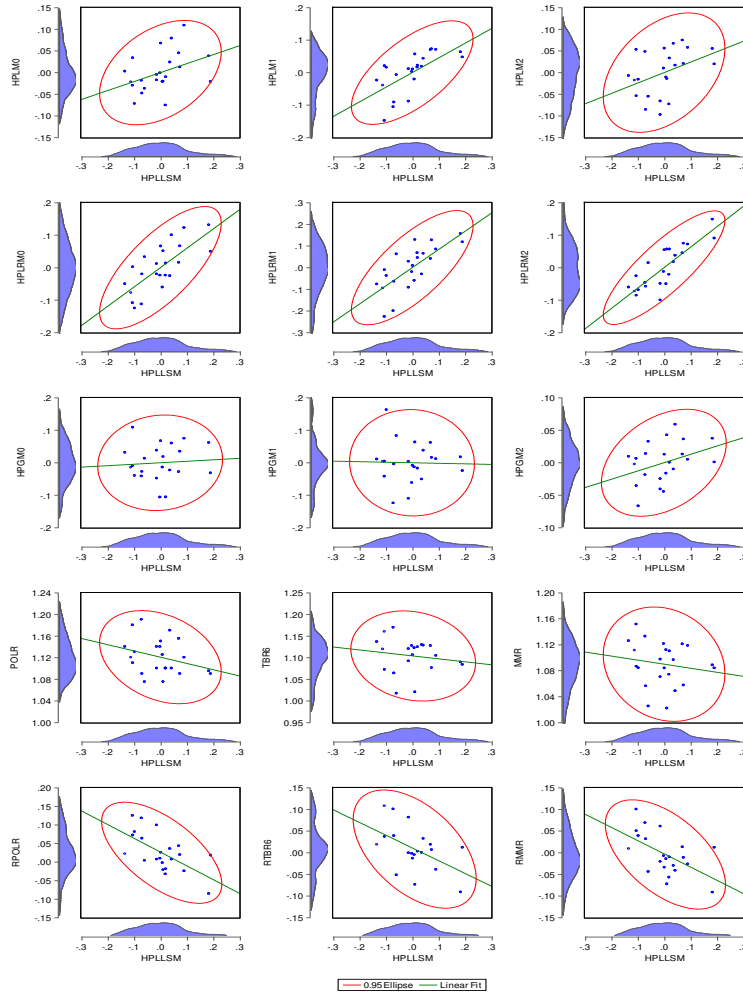 HPLM0
.15
.10
.05
.00
-.05
-.10
-.15
-.3 -.2 -.1 .0 .1 .2 .3
HPLLSM
HPLM1
.2
.1
.0
-.1
-.2
-.3 -.2 -.1 .0 .1 .2 .3
HPLLSM
HPLM2
.15
.10
.05
.00
-.05
-.10
-.15
-.3 -.2 -.1 .0 .1 .2 .3
HPLLSM
HPLRM0
.2
.1
.0
-.1
-.2
-.3 -.2 -.1 .0 .1 .2 .3
HPLLSM
HPLRM1
.3
.2
.1
.0
-.1
-.2
-.3
-.3 -.2 -.1 .0 .1 .2 .3
HPLLSM
HPLRM2
.2
.1
.0
-.1
-.2
-.3 -.2 -.1 .0 .1 .2 .3
HPLLSM
HPGM0
.2
.1
.0
-.1
-.2
-.3 -.2 -.1 .0 .1 .2 .3
HPLLSM
HPGM1
.2
.1
.0
-.1
-.2
-.3 -.2 -.1 .0 .1 .2 .3
HPLLSM
HPGM2
.10
.05
.00
-.05
-.10
-.3 -.2 -.1 .0 .1 .2 .3
HPLLSM
POLR
1.24
1.20
1.16
1.12
1.08
1.04
1.00
-.3 -.2 -.1 .0 .1 .2 .3
HPLLSM
TBR6
1.25
1.20
1.15
1.10
1.05
1.00
0.95
-.3 -.2 -.1 .0 .1 .2 .3
HPLLSM
MMR
1.20
1.16
1.12
1.08
1.04
1.00
-.3 -.2 -.1 .0 .1 .2 .3
HPLLSM
RPOLR
.20
.15
.10
.05
.00
-.05
-.10
-.15
-.3 -.2 -.1 .0 .1 .2 .3
HPLLSM
RTBR6
.15
.10
.05
.00
-.05
-.10
-.15
-.3 -.2 -.1 .0 .1 .2 .3
HPLLSM
RMMR
.15
.10
.05
.00
-.05
-.10
-.15
-.3 -.2 -.1 .0 .1 .2 .3
HPLLSM
0.95 Ellipse
Linear Fit